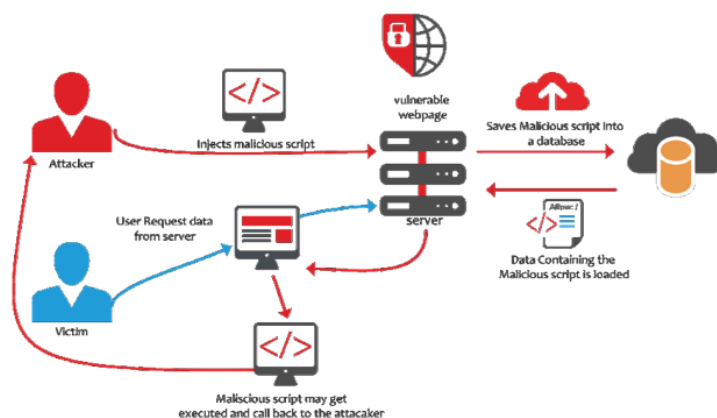 vulnerable
webpage
</>
Injects malicious script
Saves Malicious script into
a database
Attacker
User Request data
from server
server
</>
Data Containing the
Malicious script is loaded
Victim
</>
Maliscious script may get
executed and call back to the attacaker